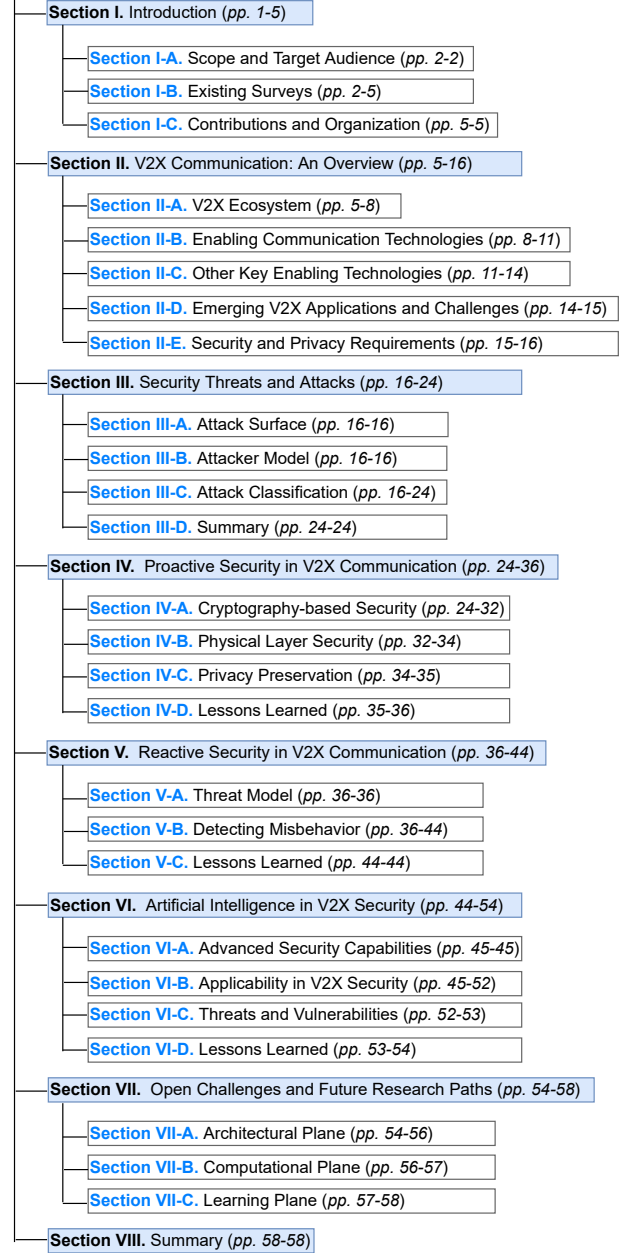 Section I. Introduction (pp. 1-5)
Section I-A. Scope and Target Audience (pp. 2-2)
Section I-B. Existing Surveys (pp. 2-5)
Section I-C. Contributions and Organization (pp. 5-5)
Section II. V2X Communication: An Overview (pp. 5-16)
Section II-A. V2X Ecosystem (pp. 5-8)
Section II-B. Enabling Communication Technologies (pp. 8-11)
Section II-C. Other Key Enabling Technologies (pp. 11-14)
Section II-D. Emerging V2X Applications and Challenges (pp. 14-15)
Section II-E. Security and Privacy Requirements (pp. 15-16)
Section III. Security Threats and Attacks (pp. 16-24)
Section III-A. Attack Surface (pp. 16-16)
Section III-B. Attacker Model (pp. 16-16)
Section III-C. Attack Classification (pp. 16-24)
Section III-D. Summary (pp. 24-24)
Section IV. Proactive Security in V2X Communication (pp. 24-36)
Section IV-A. Cryptography-based Security (pp. 24-32)
Section IV-B. Physical Layer Security (pp. 32-34)
Section IV-C. Privacy Preservation (pp. 34-35)
Section IV-D. Lessons Learned (pp. 35-36)
Section V. Reactive Security in V2X Communication (pp. 36-44)
Section V-A. Threat Model (pp. 36-36)
Section V-B. Detecting Misbehavior (pp. 36-44)
Section V-C. Lessons Learned (pp. 44-44)
Section VI. Artificial Intelligence in V2X Security (pp. 44-54)
Section VI-A. Advanced Security Capabilities (pp. 45-45)
Section VI-B. Applicability in V2X Security (pp. 45-52)
Section VI-C. Threats and Vulnerabilities (pp. 52-53)
Section VI-D. Lessons Learned (pp. 53-54)
Section VII. Open Challenges and Future Research Paths (pp. 54-58)
Section VII-A. Architectural Plane (pp. 54-56)
Section VII-B. Computational Plane (pp. 56-57)
Section VII-C. Learning Plane (pp. 57-58)
Section VIII. Summary (pp. 58-58)